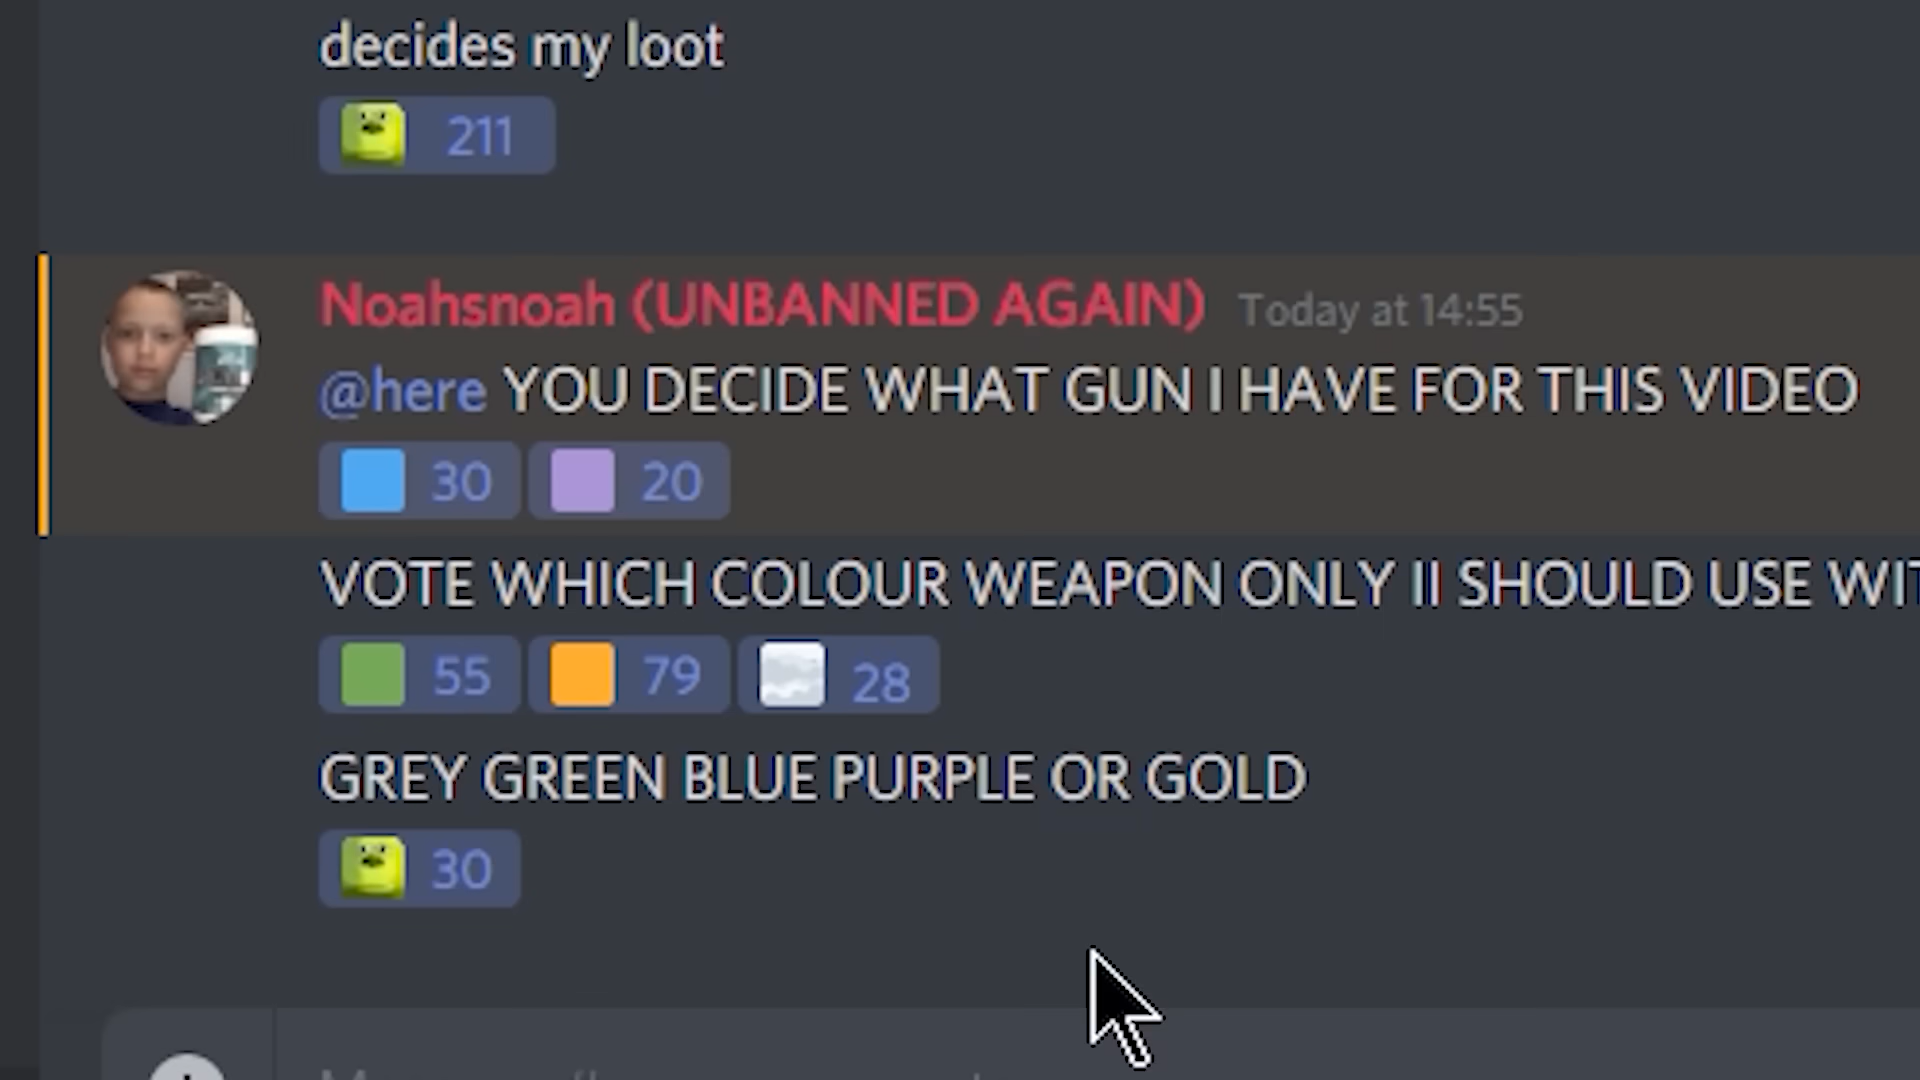 decides my loot
211
Noahsnoah (UNBANNED AGAIN) Today at 14:55
@here YOU DECIDE WHAT GUN I HAVE FOR THIS VIDEO
30 20
VOTE WHICH COLOUR WEAPON ONLY II SHOULD USE WIT
55 79 28
GREY GREEN BLUE PURPLE OR GOLD
30